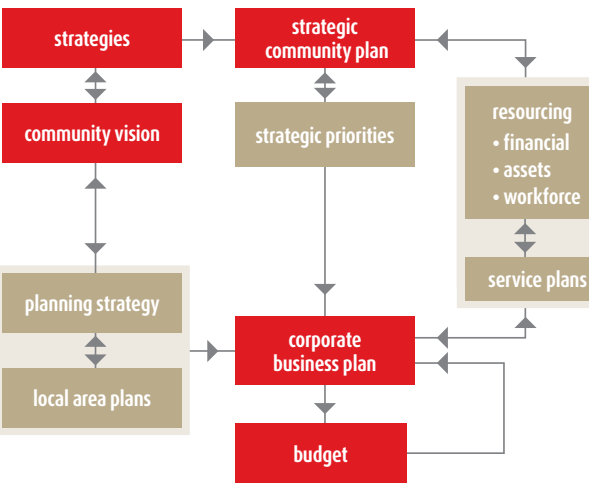 strategies
strategic
community plan
community vision
strategic priorities
resourcing
• financial
• assets
• workforce
service plans
planning strategy
local area plans
corporate
business plan
budget